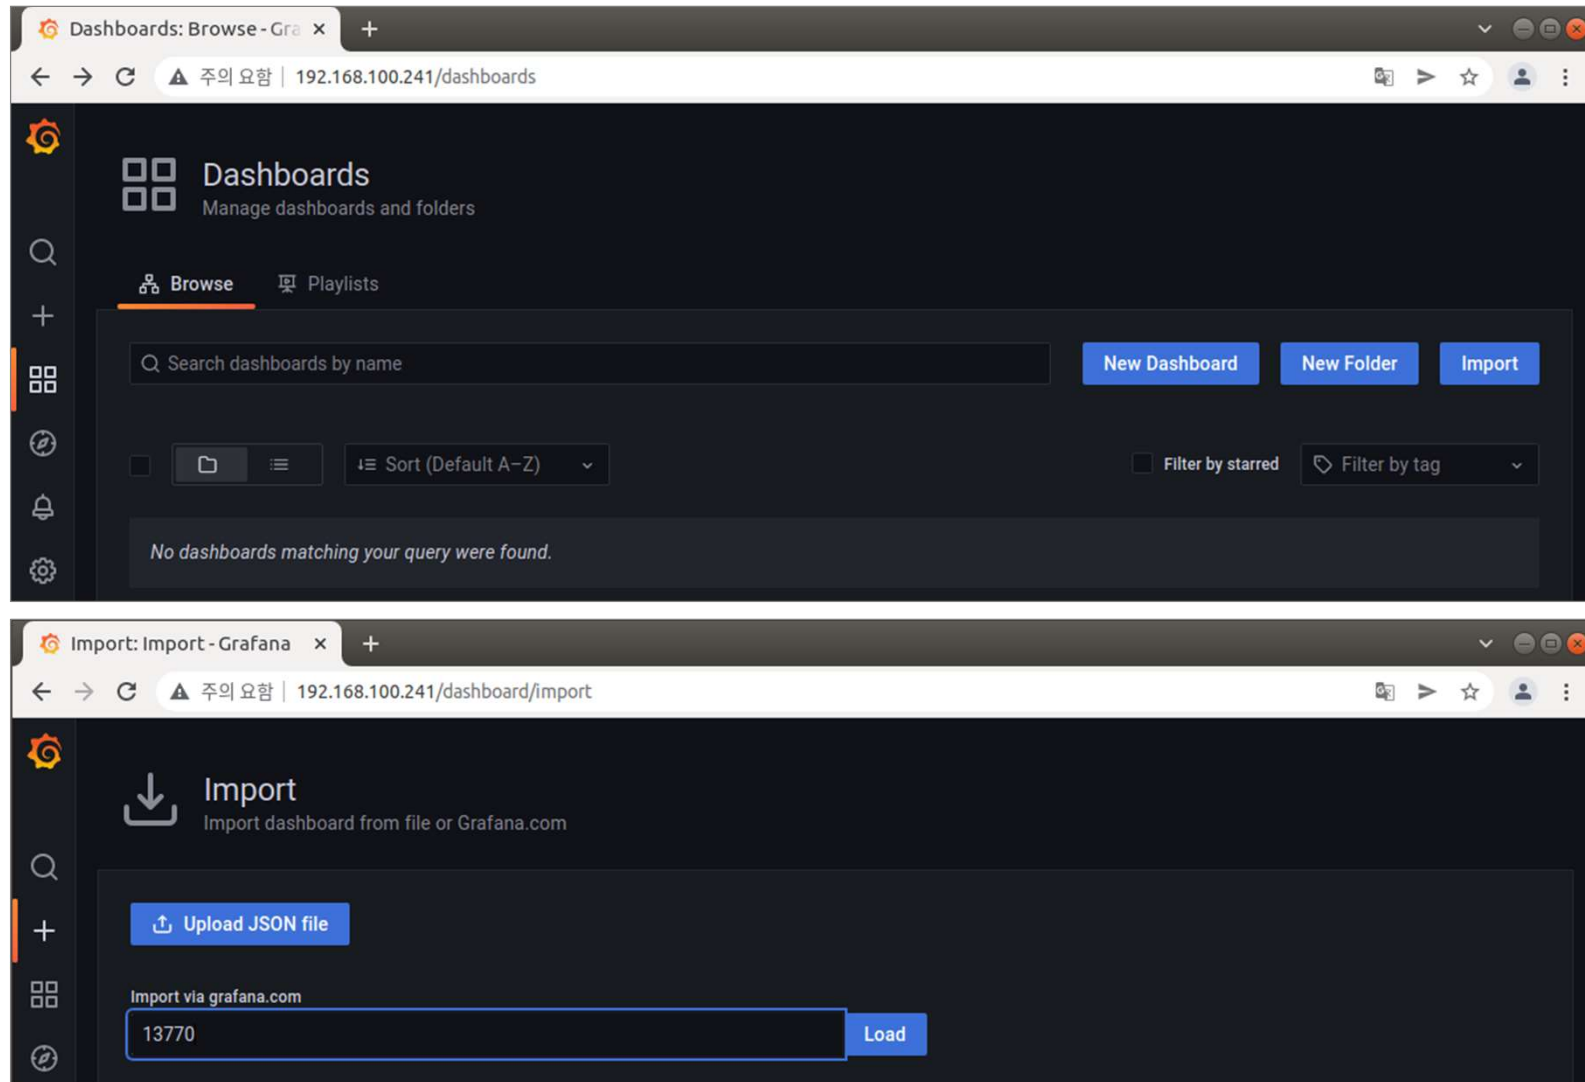 Dashboards: Browse - Gra
주의 요함 | 192.168.100.241/dashboards
Dashboards
Manage dashboards and folders
Browse Playlists
Search dashboards by name New Dashboard New Folder Import
Sort (Default A–Z) Filter by starred Filter by tag
No dashboards matching your query were found.
Import: Import - Grafana
주의 요함 | 192.168.100.241/dashboard/import
Import
Import dashboard from file or Grafana.com
Upload JSON file
Import via grafana.com
13770 Load